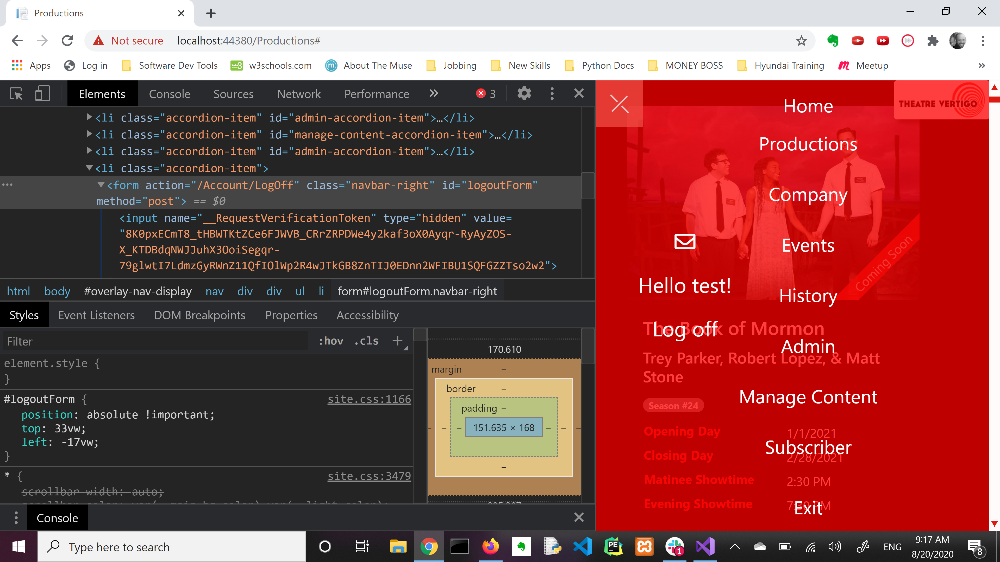 Productions
Not secure
localhost:44380/Productions#
Apps
Log in
Software Dev Tools
w3schools.com
About The Muse
Jobbing
New Skills
Python Docs
MONEY BOSS
Hyundai Training
Meetup
»
Elements
Console
Sources
Network
Performance
3
<li class="accordion-item" id="admin-accordion-item">…</li>
<li class="accordion-item" id="manage-content-accordion-item">…</li>
<li class="accordion-item" id="admin-accordion-item">…</li>
<li class="accordion-item">
<form action="/Account/LogOff" class="navbar-right" id="logoutForm"
method="post"> == $0
<input name="__RequestVerificationToken" type="hidden" value=
"8K0pxECmT8_tHBWTKtZCe6FJWVB_CRrZRPDWe4y2kaf3oX0Ayqr-RyAyZOS-
X_KTDBdqNWJJuhX3OoiSegqr-
79glwtI7LdmzGyRWnZ11QfIOlWp2R4wJTkGB8ZnTIJ0EDnn2WFIBU1SQFGZZTso2w2">
html
body
#overlay-nav-display
nav
div
div
ul
li
form#logoutForm.navbar-right
Styles
Event Listeners
DOM Breakpoints
Properties
Accessibility
Filter
:hov
.cls
element.style {
}
#logoutForm {
site.css:1166
position: absolute !important;
top: 33vw;
left: -17vw;
}
* {
site.css:3479
scrollbar-width: auto;
170.610
margin
–
border
–
padding
–
151.635 × 168
Console
THEATRE VERTIGO
Home
Productions
Company
Events
History
Admin
Manage Content
Subscriber
Exit
Hello test!
Log off
Coming Soon
The Book of Mormon
Trey Parker, Robert Lopez, & Matt
Stone
Season #24
Opening Day
1/1/2021
Closing Day
2/28/2021
Matinee Showtime
2:30 PM
Evening Showtime
7:30 PM
Type here to search
PE
1
ENG
9:17 AM
8/20/2020
8